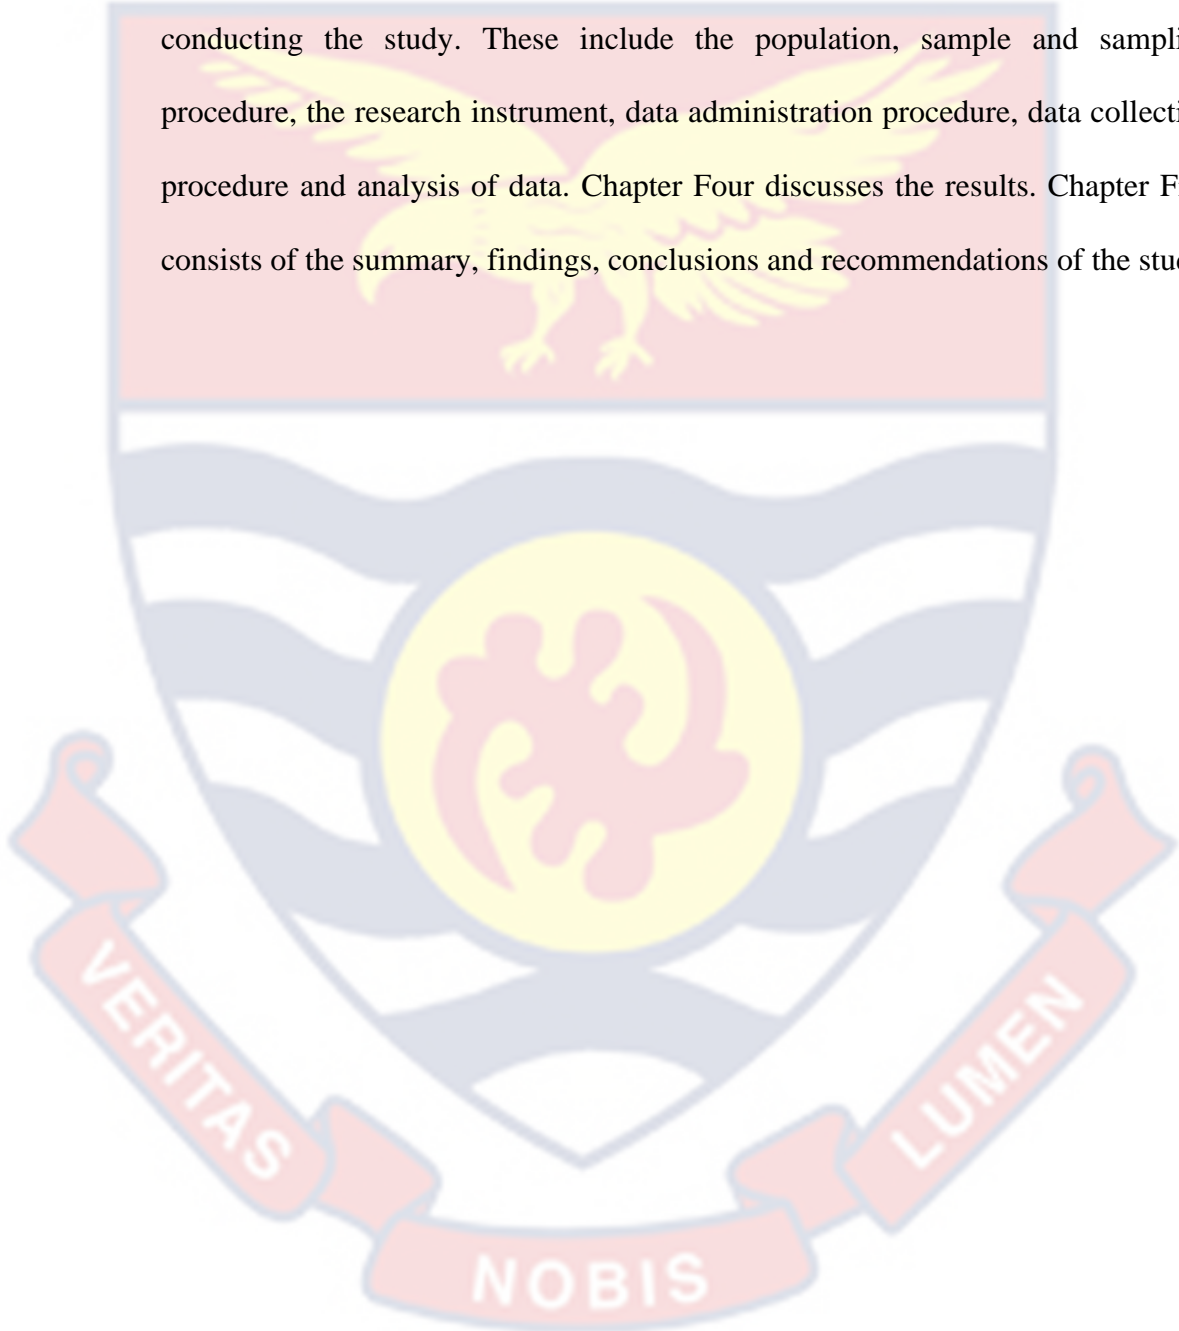 conducting the study. These include the population, sample and sampli
procedure, the research instrument, data administration procedure, data collecti
procedure and analysis of data. Chapter Four discusses the results. Chapter F
consists of the summary, findings, conclusions and recommendations of the stu
VERITAS
NOBIS
LUMEN